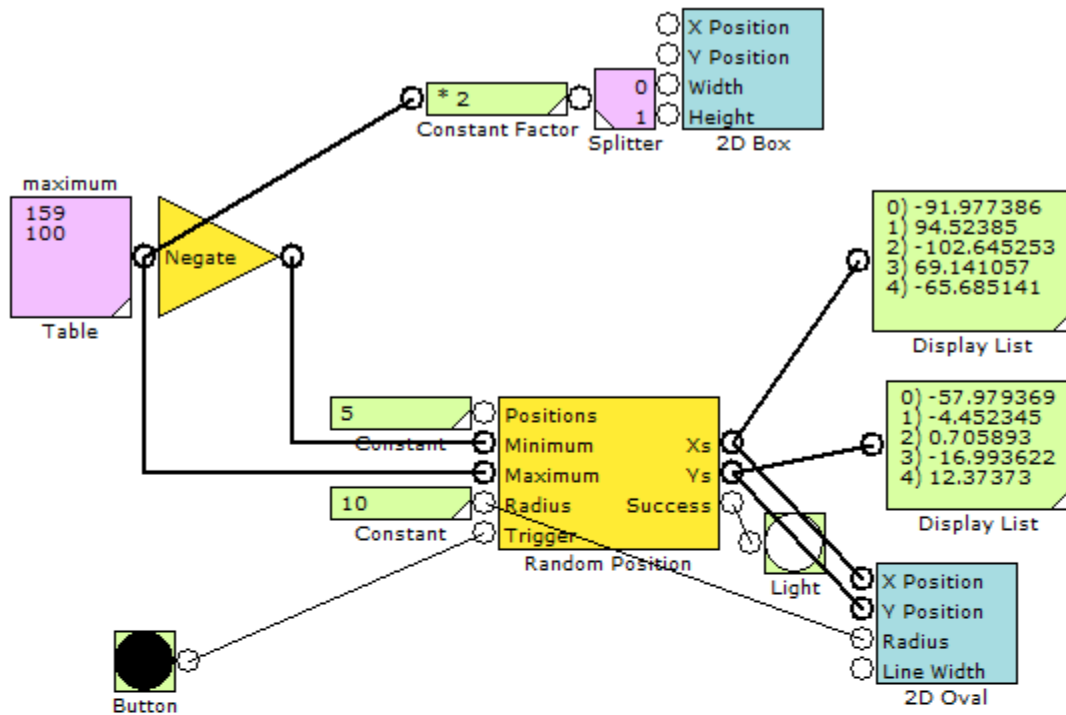 X Position
Y Position
Width
Height
2D Box
0
1
Splitter
* 2
Constant Factor
maximum
159
100
Table
Negate
0) -91.977386
1) 94.52385
2) -102.645253
3) 69.141057
4) -65.685141
Display List
0) -57.979369
1) -4.452345
2) 0.705893
3) -16.993622
4) 12.37373
Display List
5
Constant
10
Constant
Positions
Minimum
Maximum
Radius
Trigger
Xs
Ys
Success
Random Position
Light
X Position
Y Position
Radius
Line Width
2D Oval
Button